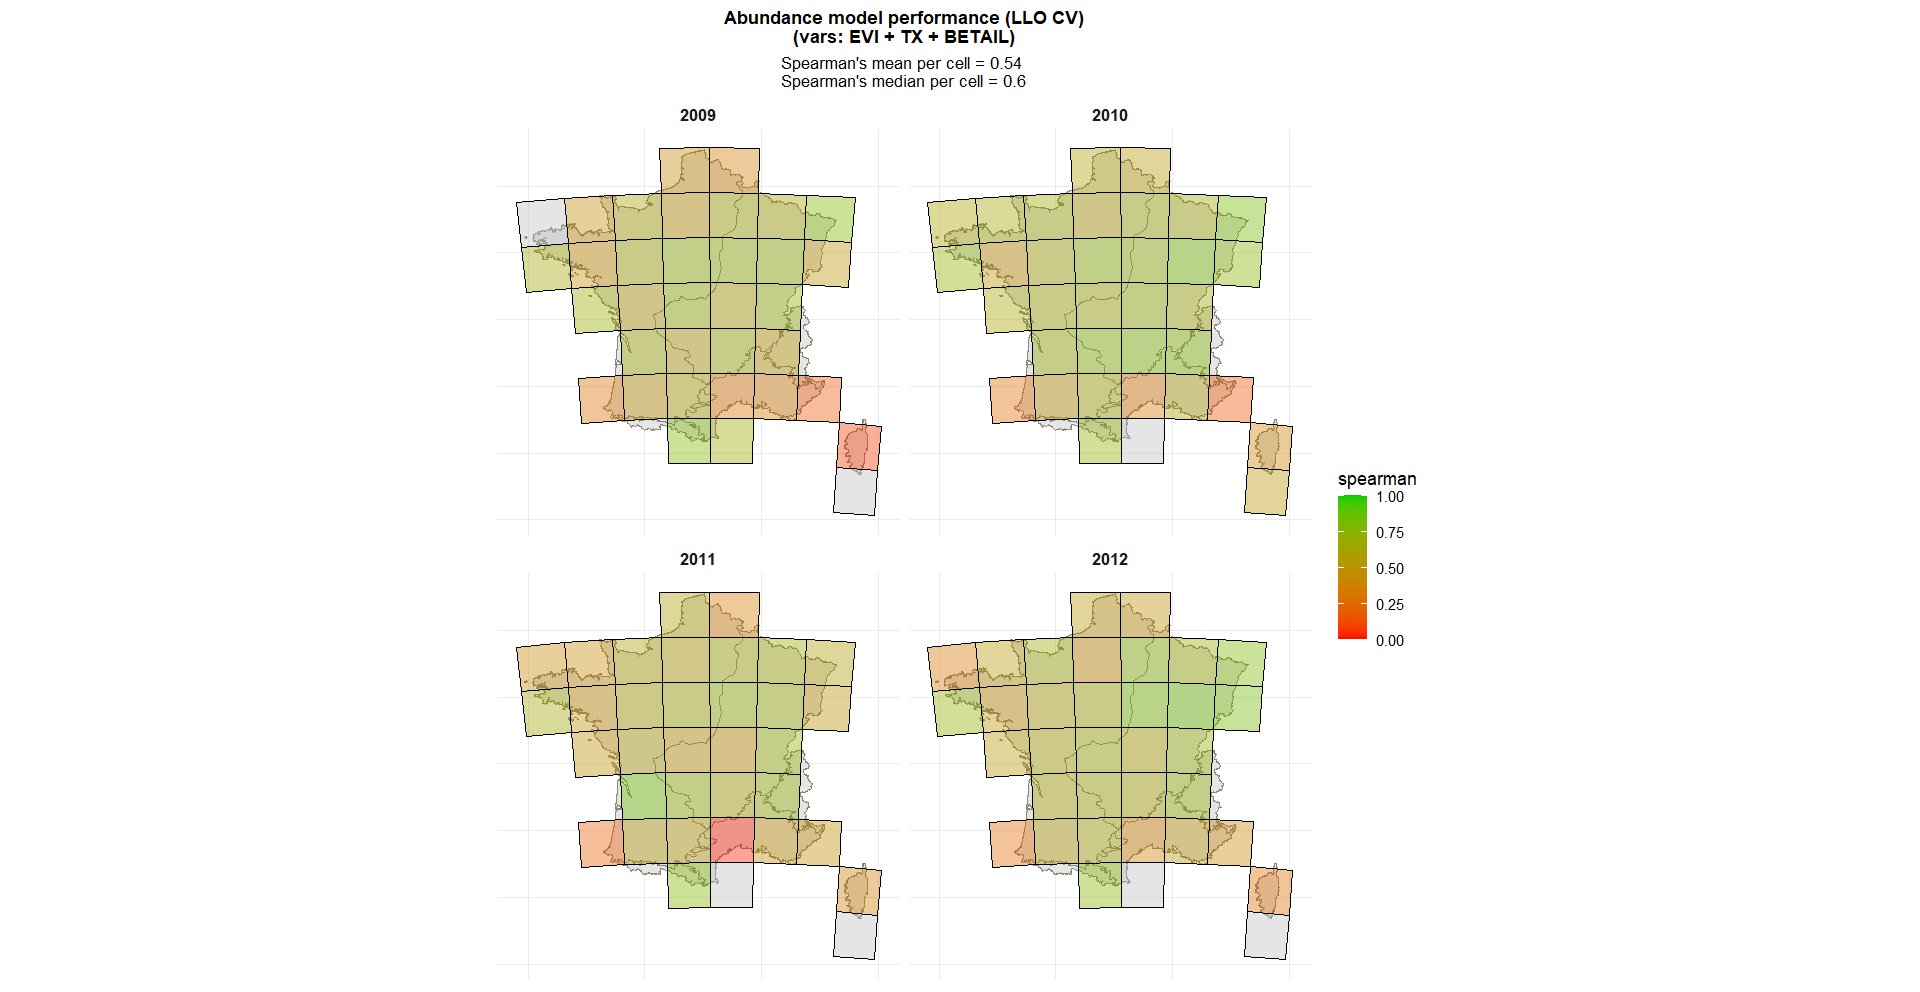 Abundance model performance (LLO CV)
(vars: EVI + TX + BETAIL)
Spearman's mean per cell = 0.54
Spearman's median per cell = 0.6
2009
2010
2011
2012
spearman
1.00
0.75
0.50
0.25
0.00